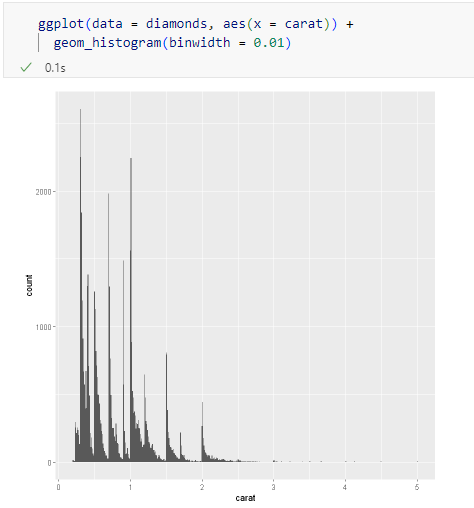 ggplot(data = diamonds, aes(x = carat)) +
geom_histogram(binwidth = 0.01)
0.1s
2000
count
1000
0
0 1 2 3 4 5
carat